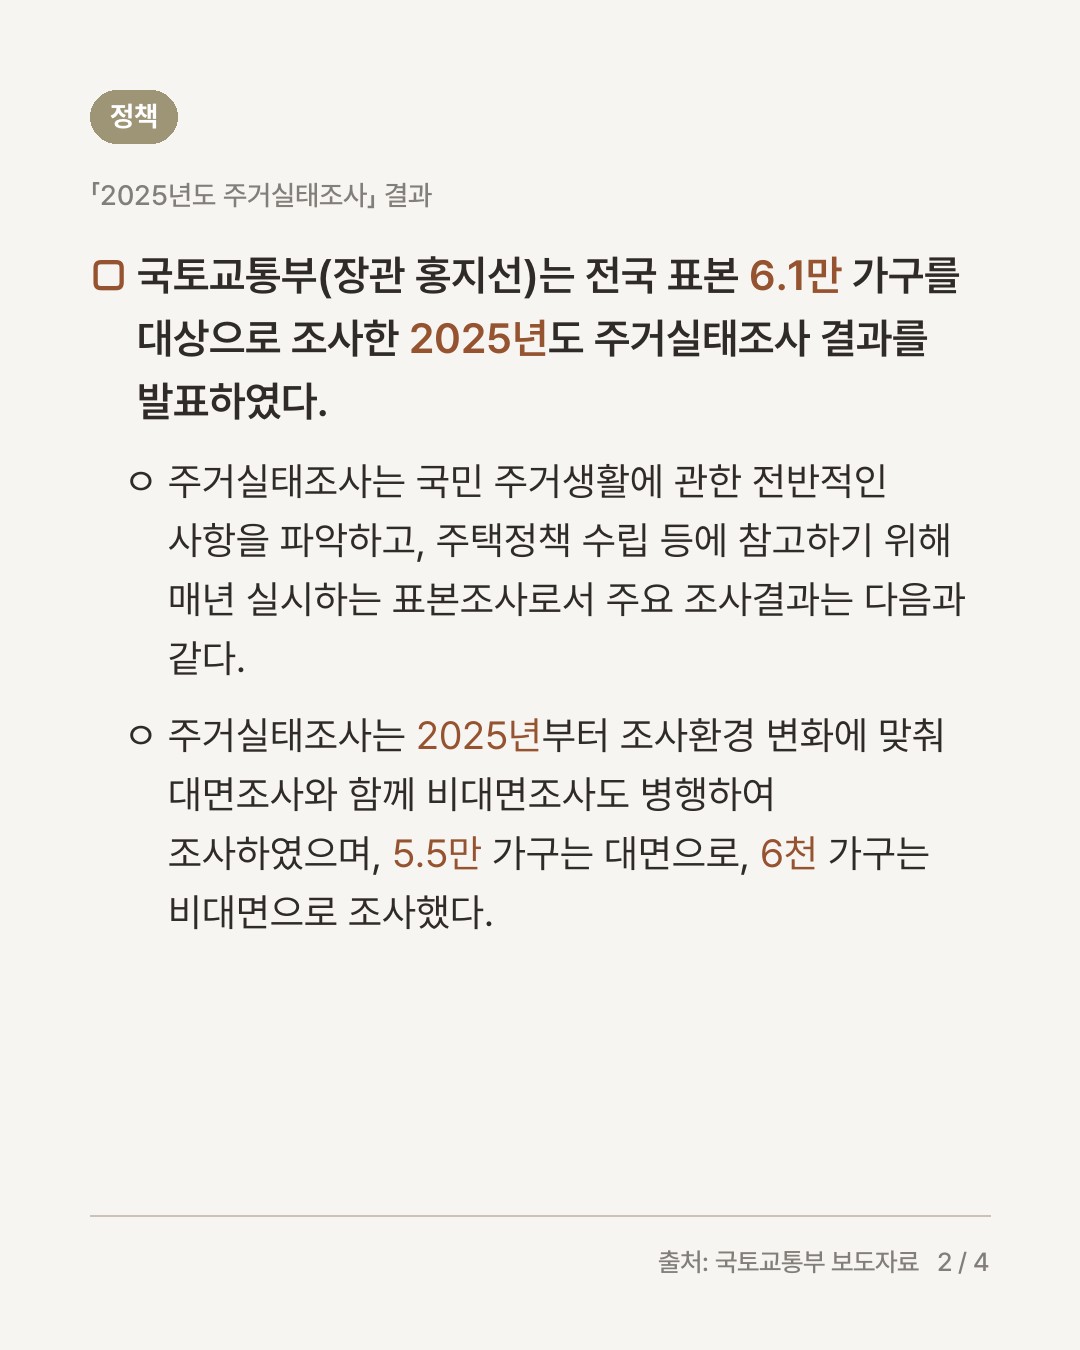 정책
「2025년도 주거실태조사」 결과
□ 국토교통부(장관 홍지선)는 전국 표본 6.1만 가구를
대상으로 조사한 2025년도 주거실태조사 결과를
발표하였다.
ㅇ 주거실태조사는 국민 주거생활에 관한 전반적인
사항을 파악하고, 주택정책 수립 등에 참고하기 위해
매년 실시하는 표본조사로서 주요 조사결과는 다음과
같다.
ㅇ 주거실태조사는 2025년부터 조사환경 변화에 맞춰
대면조사와 함께 비대면조사도 병행하여
조사하였으며, 5.5만 가구는 대면으로, 6천 가구는
비대면으로 조사했다.
출처: 국토교통부 보도자료 2 / 4